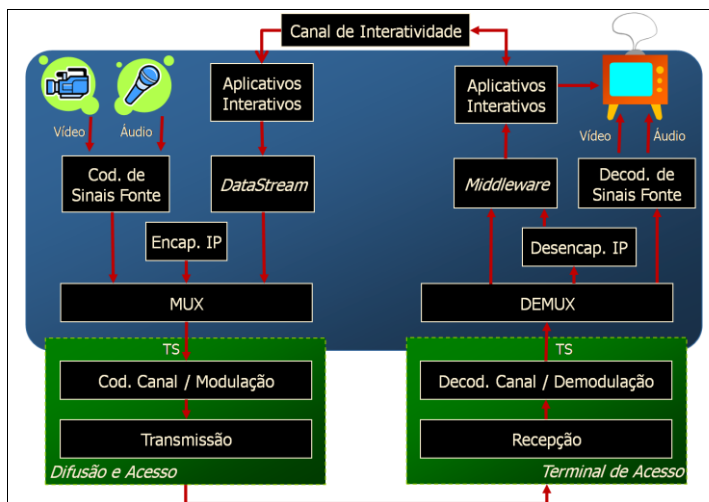 Canal de Interatividade
Aplicativos
Interativos
Aplicativos
Interativos
Vídeo
Áudio
Vídeo
Áudio
Cod. de
Sinais Fonte
DataStream
Middleware
Decod. de
Sinais Fonte
Encap. IP
Desencap. IP
MUX
DEMUX
TS
TS
Cod. Canal / Modulação
Decod. Canal / Demodulação
Transmissão
Recepção
Difusão e Acesso
Terminal de Acesso